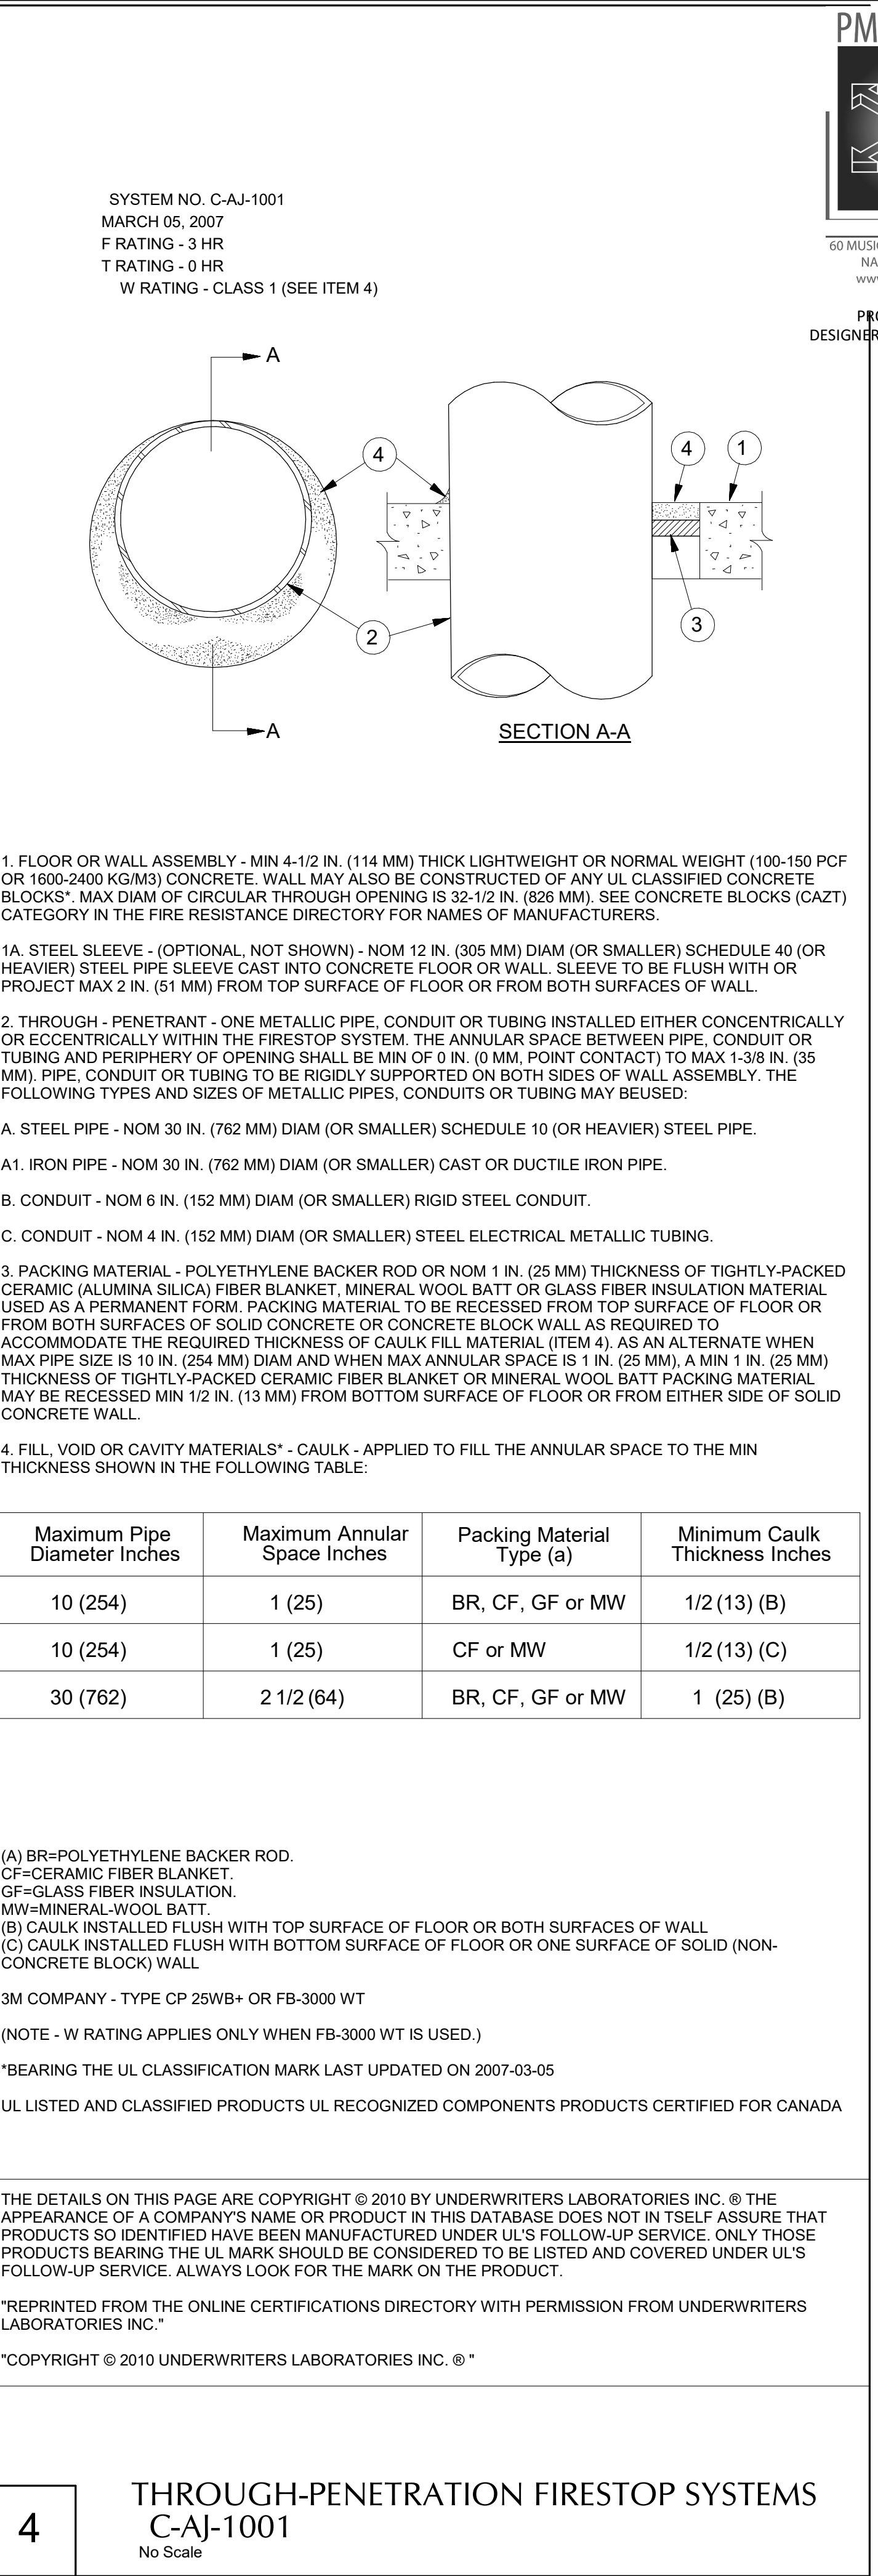 PM
60 MUSI
NA
www
PRO
DESIGNER
SYSTEM NO. C-AJ-1001
MARCH 05, 2007
F RATING - 3 HR
T RATING - 0 HR
W RATING - CLASS 1 (SEE ITEM 4)
A
4
4
1
2
3
A
SECTION A-A
1. FLOOR OR WALL ASSEMBLY - MIN 4-1/2 IN. (114 MM) THICK LIGHTWEIGHT OR NORMAL WEIGHT (100-150 PCF
OR 1600-2400 KG/M3) CONCRETE. WALL MAY ALSO BE CONSTRUCTED OF ANY UL CLASSIFIED CONCRETE
BLOCKS*. MAX DIAM OF CIRCULAR THROUGH OPENING IS 32-1/2 IN. (826 MM). SEE CONCRETE BLOCKS (CAZT)
CATEGORY IN THE FIRE RESISTANCE DIRECTORY FOR NAMES OF MANUFACTURERS.
1A. STEEL SLEEVE - (OPTIONAL, NOT SHOWN) - NOM 12 IN. (305 MM) DIAM (OR SMALLER) SCHEDULE 40 (OR
HEAVIER) STEEL PIPE SLEEVE CAST INTO CONCRETE FLOOR OR WALL. SLEEVE TO BE FLUSH WITH OR
PROJECT MAX 2 IN. (51 MM) FROM TOP SURFACE OF FLOOR OR FROM BOTH SURFACES OF WALL.
2. THROUGH - PENETRANT - ONE METALLIC PIPE, CONDUIT OR TUBING INSTALLED EITHER CONCENTRICALLY
OR ECCENTRICALLY WITHIN THE FIRESTOP SYSTEM. THE ANNULAR SPACE BETWEEN PIPE, CONDUIT OR
TUBING AND PERIPHERY OF OPENING SHALL BE MIN OF 0 IN. (0 MM, POINT CONTACT) TO MAX 1-3/8 IN. (35
MM). PIPE, CONDUIT OR TUBING TO BE RIGIDLY SUPPORTED ON BOTH SIDES OF WALL ASSEMBLY. THE
FOLLOWING TYPES AND SIZES OF METALLIC PIPES, CONDUITS OR TUBING MAY BEUSED:
A. STEEL PIPE - NOM 30 IN. (762 MM) DIAM (OR SMALLER) SCHEDULE 10 (OR HEAVIER) STEEL PIPE.
A1. IRON PIPE - NOM 30 IN. (762 MM) DIAM (OR SMALLER) CAST OR DUCTILE IRON PIPE.
B. CONDUIT - NOM 6 IN. (152 MM) DIAM (OR SMALLER) RIGID STEEL CONDUIT.
C. CONDUIT - NOM 4 IN. (152 MM) DIAM (OR SMALLER) STEEL ELECTRICAL METALLIC TUBING.
3. PACKING MATERIAL - POLYETHYLENE BACKER ROD OR NOM 1 IN. (25 MM) THICKNESS OF TIGHTLY-PACKED
CERAMIC (ALUMINA SILICA) FIBER BLANKET, MINERAL WOOL BATT OR GLASS FIBER INSULATION MATERIAL
USED AS A PERMANENT FORM. PACKING MATERIAL TO BE RECESSED FROM TOP SURFACE OF FLOOR OR
FROM BOTH SURFACES OF SOLID CONCRETE OR CONCRETE BLOCK WALL AS REQUIRED TO
ACCOMMODATE THE REQUIRED THICKNESS OF CAULK FILL MATERIAL (ITEM 4). AS AN ALTERNATE WHEN
MAX PIPE SIZE IS 10 IN. (254 MM) DIAM AND WHEN MAX ANNULAR SPACE IS 1 IN. (25 MM), A MIN 1 IN. (25 MM)
THICKNESS OF TIGHTLY-PACKED CERAMIC FIBER BLANKET OR MINERAL WOOL BATT PACKING MATERIAL
MAY BE RECESSED MIN 1/2 IN. (13 MM) FROM BOTTOM SURFACE OF FLOOR OR FROM EITHER SIDE OF SOLID
CONCRETE WALL.
4. FILL, VOID OR CAVITY MATERIALS* - CAULK - APPLIED TO FILL THE ANNULAR SPACE TO THE MIN
THICKNESS SHOWN IN THE FOLLOWING TABLE:
Maximum Pipe Diameter Inches | Maximum Annular Space Inches | Packing Material Type (a) | Minimum Caulk Thickness Inches
10 (254) | 1 (25) | BR, CF, GF or MW | 1/2 (13) (B)
10 (254) | 1 (25) | CF or MW | 1/2 (13) (C)
30 (762) | 2 1/2 (64) | BR, CF, GF or MW | 1 (25) (B)
(A) BR=POLYETHYLENE BACKER ROD.
CF=CERAMIC FIBER BLANKET.
GF=GLASS FIBER INSULATION.
MW=MINERAL-WOOL BATT.
(B) CAULK INSTALLED FLUSH WITH TOP SURFACE OF FLOOR OR BOTH SURFACES OF WALL
(C) CAULK INSTALLED FLUSH WITH BOTTOM SURFACE OF FLOOR OR ONE SURFACE OF SOLID (NON-
CONCRETE BLOCK) WALL
3M COMPANY - TYPE CP 25WB+ OR FB-3000 WT
(NOTE - W RATING APPLIES ONLY WHEN FB-3000 WT IS USED.)
*BEARING THE UL CLASSIFICATION MARK LAST UPDATED ON 2007-03-05
UL LISTED AND CLASSIFIED PRODUCTS UL RECOGNIZED COMPONENTS PRODUCTS CERTIFIED FOR CANADA
THE DETAILS ON THIS PAGE ARE COPYRIGHT © 2010 BY UNDERWRITERS LABORATORIES INC. ® THE
APPEARANCE OF A COMPANY'S NAME OR PRODUCT IN THIS DATABASE DOES NOT IN TSELF ASSURE THAT
PRODUCTS SO IDENTIFIED HAVE BEEN MANUFACTURED UNDER UL'S FOLLOW-UP SERVICE. ONLY THOSE
PRODUCTS BEARING THE UL MARK SHOULD BE CONSIDERED TO BE LISTED AND COVERED UNDER UL'S
FOLLOW-UP SERVICE. ALWAYS LOOK FOR THE MARK ON THE PRODUCT.
"REPRINTED FROM THE ONLINE CERTIFICATIONS DIRECTORY WITH PERMISSION FROM UNDERWRITERS
LABORATORIES INC."
"COPYRIGHT © 2010 UNDERWRITERS LABORATORIES INC. ® "
4
THROUGH-PENETRATION FIRESTOP SYSTEMS
C-AJ-1001
No Scale